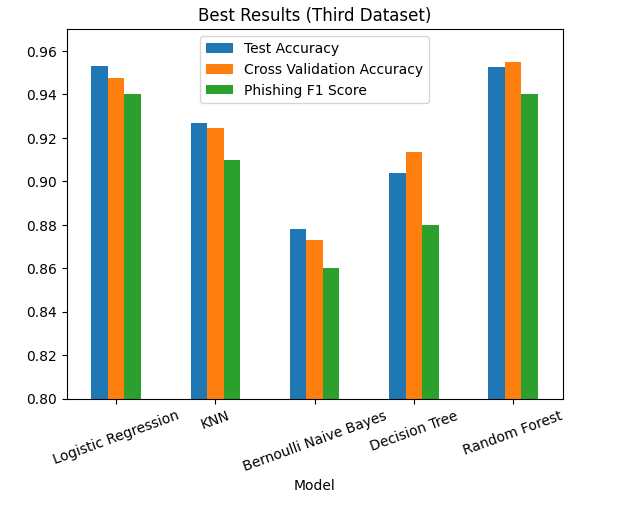 Best Results (Third Dataset)
Test Accuracy
Cross Validation Accuracy
Phishing F1 Score
0.96
0.94
0.92
0.90
0.88
0.86
0.84
0.82
0.80
Logistic Regression
KNN
Bernoulli Naive Bayes
Decision Tree
Random Forest
Model